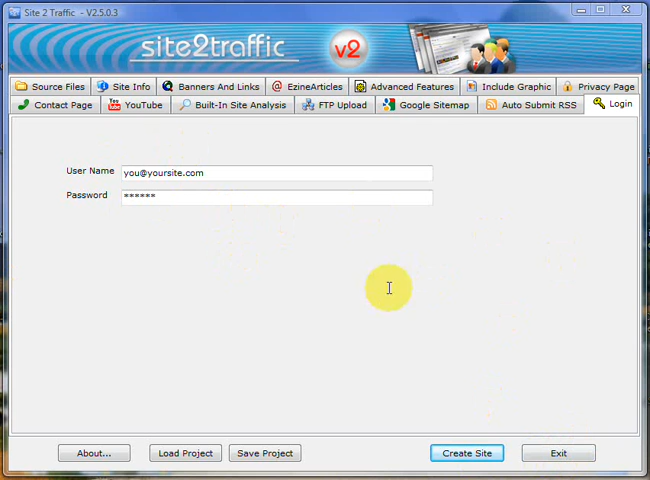 Site 2 Traffic - V2.5.0.3
site2traffic v2
Source Files Site Info Banners And Links EzineArticles Advanced Features Include Graphic Privacy Page
Contact Page YouTube Built-In Site Analysis FTP Upload Google Sitemap Auto Submit RSS Login
User Name you@yoursite.com
Password ******
About... Load Project Save Project Create Site Exit